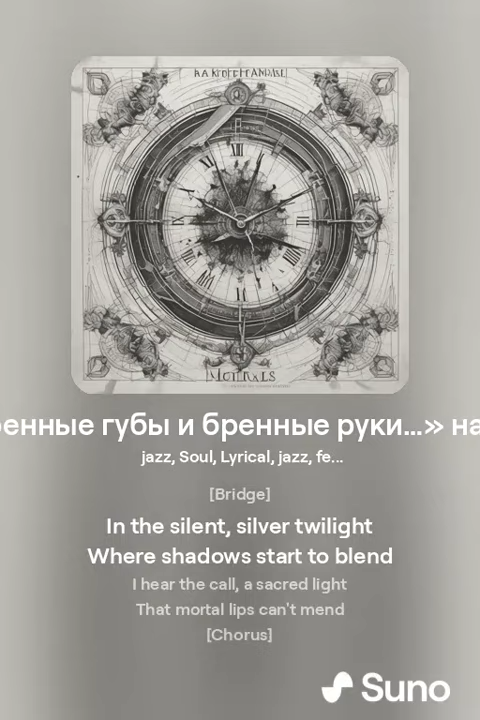 MORTALS
енные губы и бренные руки...» на
jazz, Soul, Lyrical, jazz, fe...
[Bridge]
In the silent, silver twilight
Where shadows start to blend
I hear the call, a sacred light
That mortal lips can't mend
[Chorus]
Suno